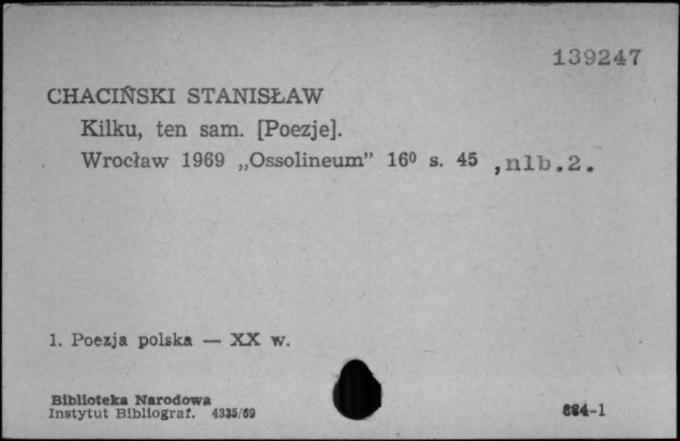 139247
CHACIŃSKI STANISŁAW
Kilku, ten sam. [Poezje].
Wrocław 1969 „Ossolineum” 16⁰ s. 45 ,nlb.2.
1. Poezja polska — XX w.
Biblioteka Narodowa
Instytut Bibliograf. 4335/69
884-1